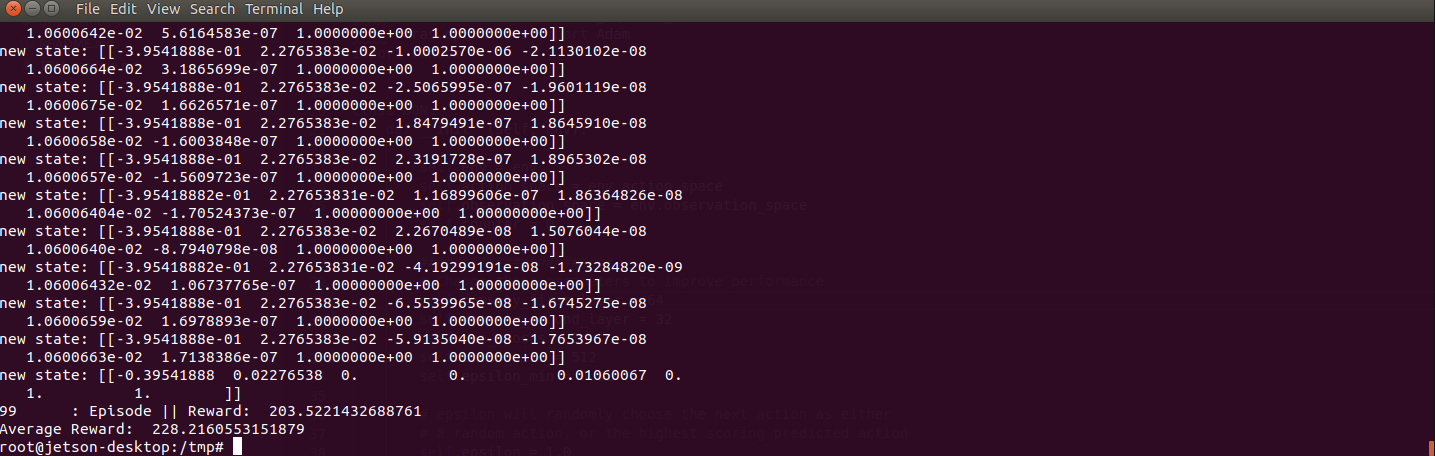 File Edit View Search Terminal Help
1.0600642e-02 5.6164583e-07 1.0000000e+00 1.0000000e+00]]
new state: [[-3.9541888e-01 2.2765383e-02 -1.0002570e-06 -2.1130102e-08
1.0600664e-02 3.1865699e-07 1.0000000e+00 1.0000000e+00]]
new state: [[-3.9541888e-01 2.2765383e-02 -2.5065995e-07 -1.9601119e-08
1.0600675e-02 1.6626571e-07 1.0000000e+00 1.0000000e+00]]
new state: [[-3.9541888e-01 2.2765383e-02 1.8479491e-07 1.8645910e-08
1.0600658e-02 -1.6003848e-07 1.0000000e+00 1.0000000e+00]]
new state: [[-3.9541888e-01 2.2765383e-02 2.3191728e-07 1.8965302e-08
1.0600657e-02 -1.5609723e-07 1.0000000e+00 1.0000000e+00]]
new state: [[-3.95418882e-01 2.27653831e-02 1.16899606e-07 1.86364826e-08
1.06006404e-02 -1.70524373e-07 1.00000000e+00 1.00000000e+00]]
new state: [[-3.9541888e-01 2.2765383e-02 2.2670489e-08 1.5076044e-08
1.0600640e-02 -8.7940798e-08 1.0000000e+00 1.0000000e+00]]
new state: [[-3.95418882e-01 2.27653831e-02 -4.19299191e-08 -1.73284820e-09
1.06006432e-02 1.06737765e-07 1.00000000e+00 1.00000000e+00]]
new state: [[-3.9541888e-01 2.2765383e-02 -6.5539965e-08 -1.6745275e-08
1.0600659e-02 1.6978893e-07 1.0000000e+00 1.0000000e+00]]
new state: [[-3.9541888e-01 2.2765383e-02 -5.9135040e-08 -1.7653967e-08
1.0600663e-02 1.7138386e-07 1.0000000e+00 1.0000000e+00]]
new state: [[-0.39541888 0.02276538 0. 0. 0.01060067 0.
1. 1. ]]
99 : Episode || Reward: 203.5221432688761
Average Reward: 228.2160553151879
root@jetson-desktop:/tmp#